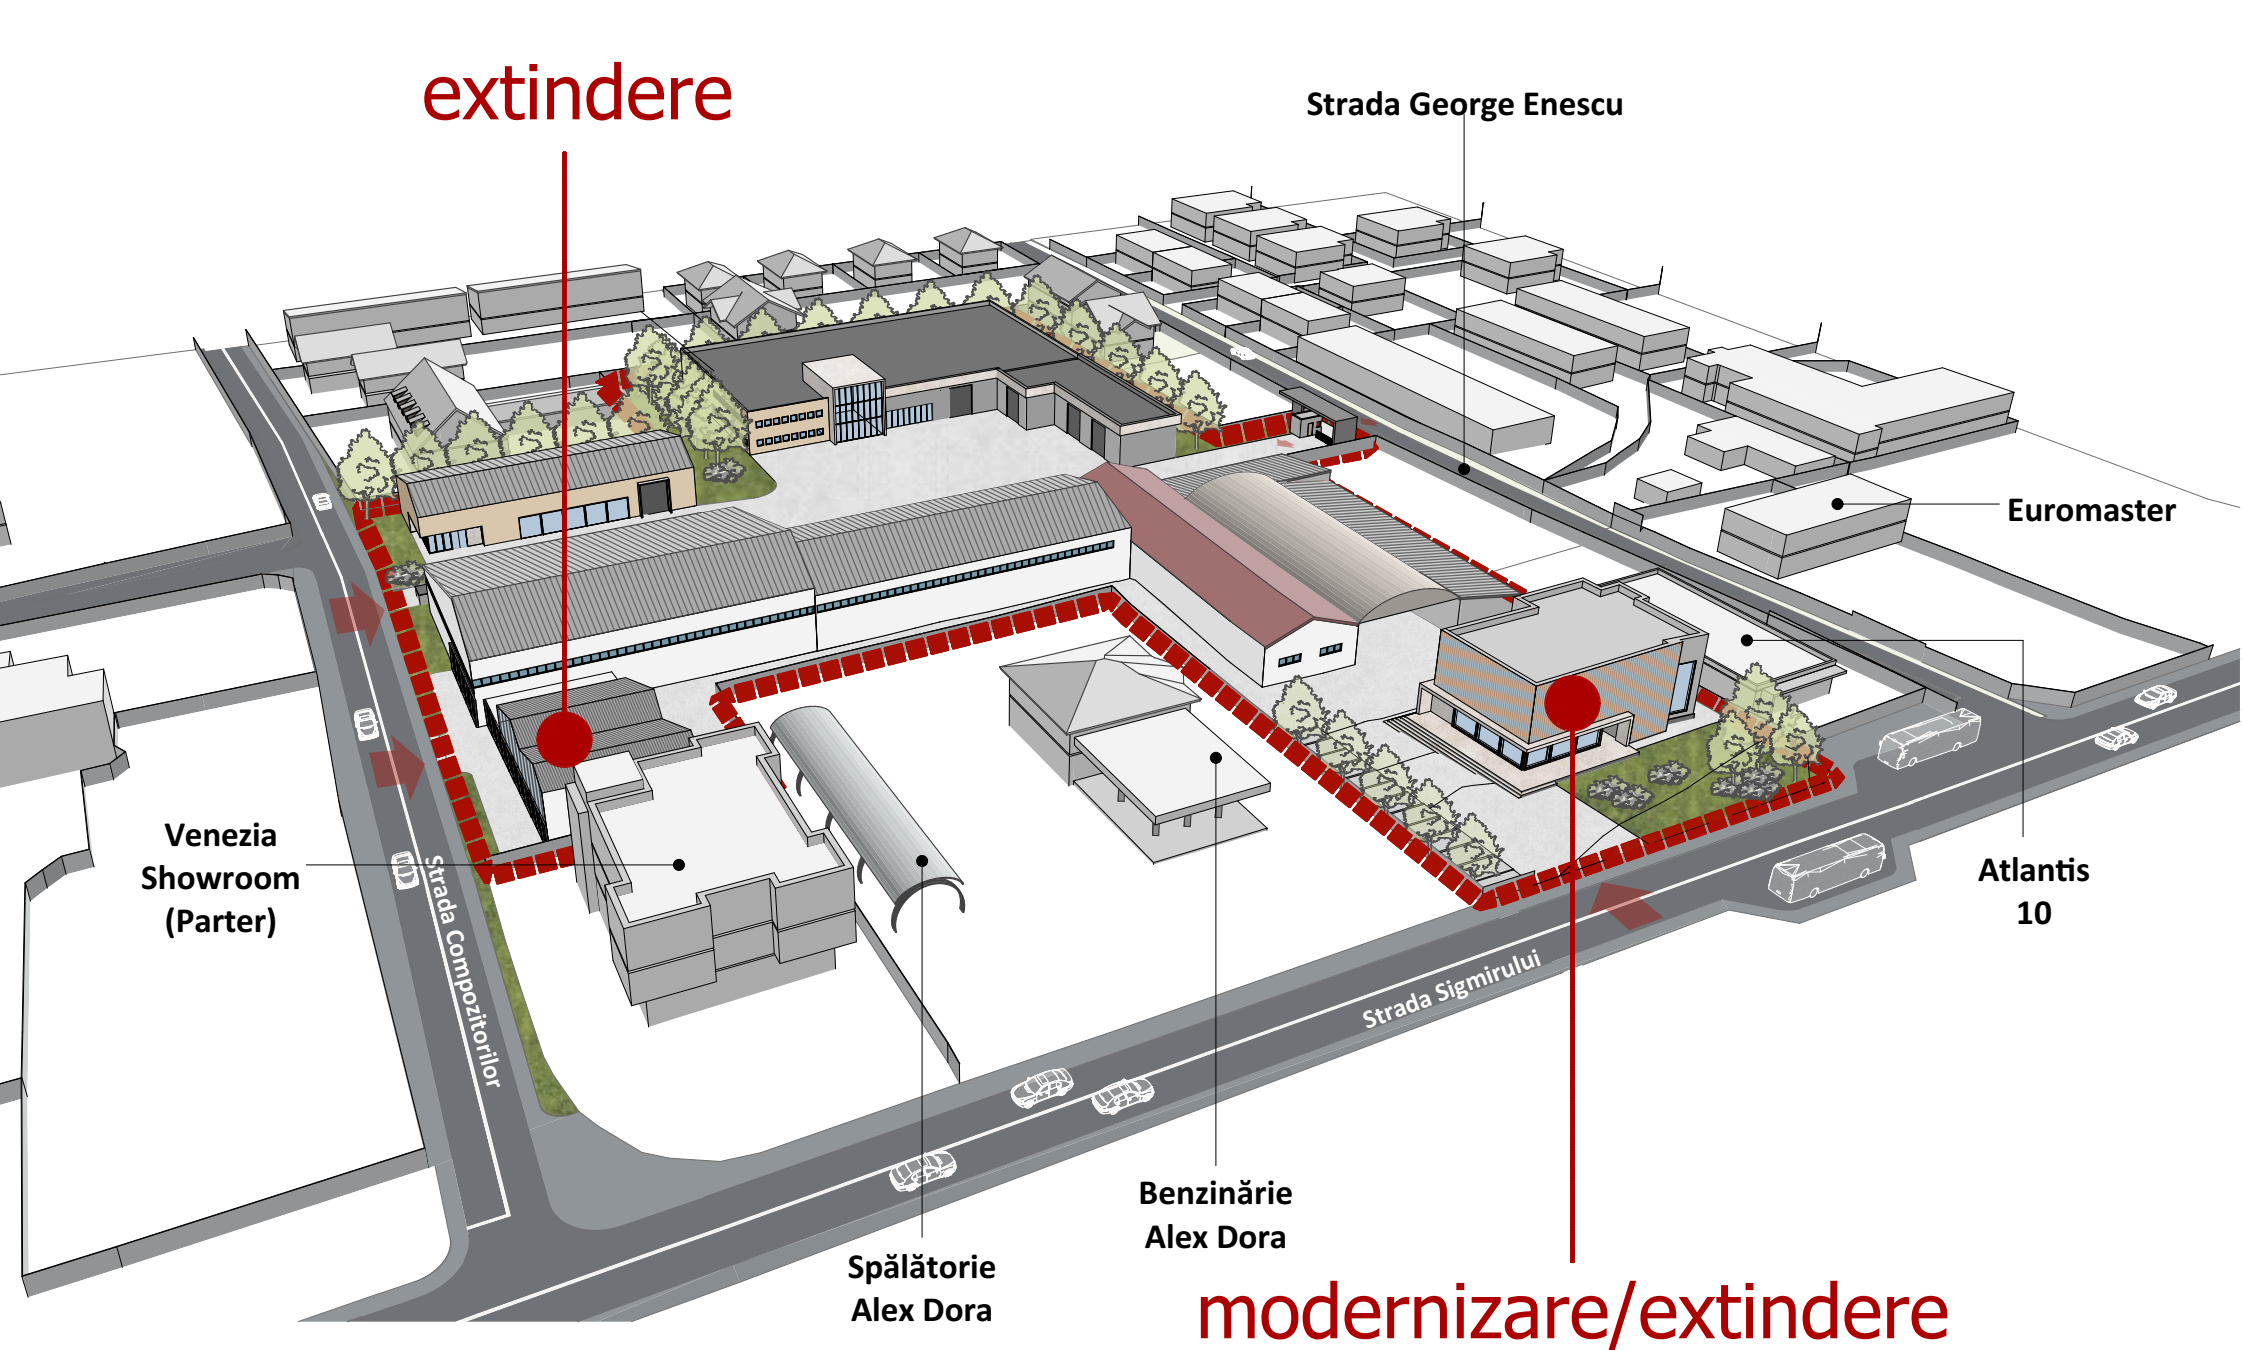 extindere
Strada George Enescu
Euromaster
Venezia
Showroom
(Parter)
Strada Compozitorilor
Atlantis
10
Strada Sigmirului
Benzinărie
Alex Dora
Spălătorie
Alex Dora
modernizare/extindere